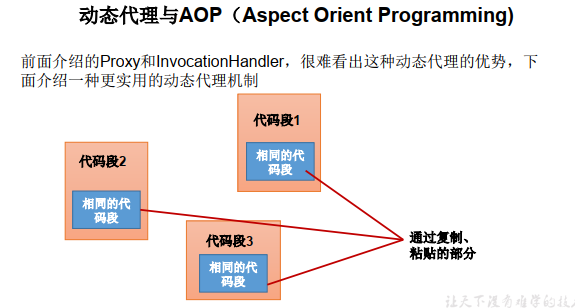 动态代理与AOP（Aspect Orient Programming)
前面介绍的Proxy和InvocationHandler，很难看出这种动态代理的优势，下
面介绍一种更实用的动态代理机制
代码段1
相同的代
码段
代码段2
相同的代
码段
代码段3
相同的代
码段
通过复制、
粘贴的部分
让天下没有难学的技